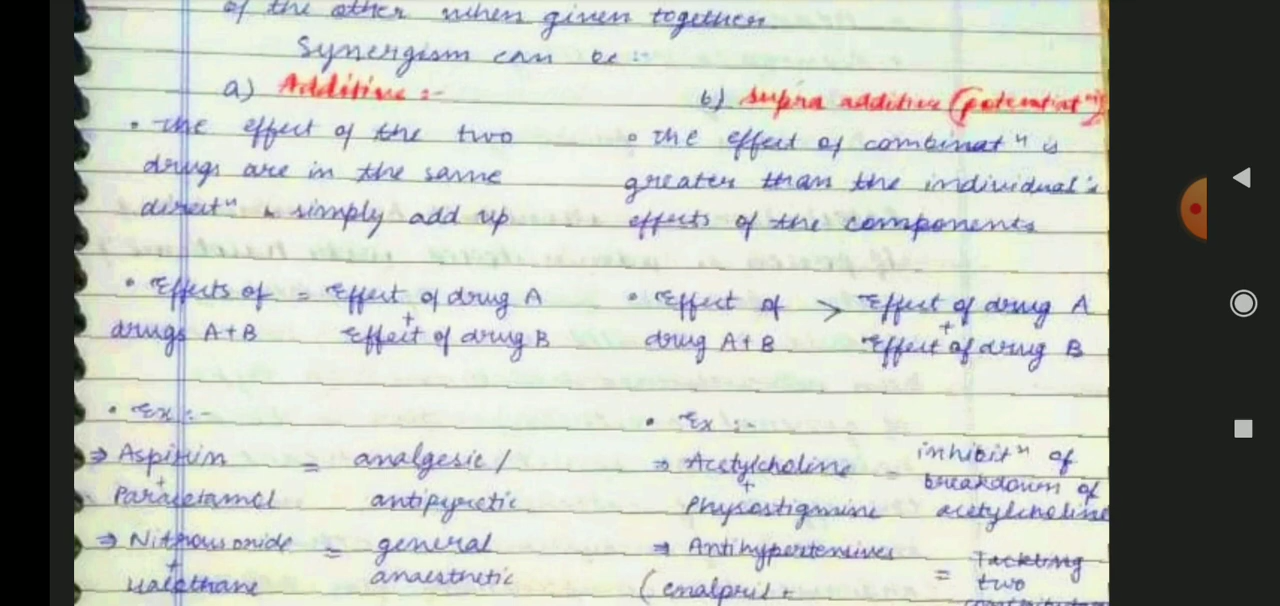 of the other when given together
Synergism can be :-
a) Additive :-
• The effect of the two
drugs are in the same
directⁿ & simply add up
• Effects of = Effect of drug A
+
drugs A+B Effect of drug B
• Ex :-
⇒ Aspirin = analgesic /
+
Paracetamol antipyretic
⇒ Nitrous oxide = general
+
Halothane anaesthetic
b) Supra additive (potentiatⁿ)
• The effect of combinatⁿ is
greater than the individual's
effects of the components
• Effect of > Effect of drug A
+
drug A+B Effect of drug B
• Ex :-
⇒ Acetylcholine = inhibitⁿ of
+ breakdown of
Physostigmine acetylcholine
⇒ Antihypertensives = Tackling
(enalpril + two